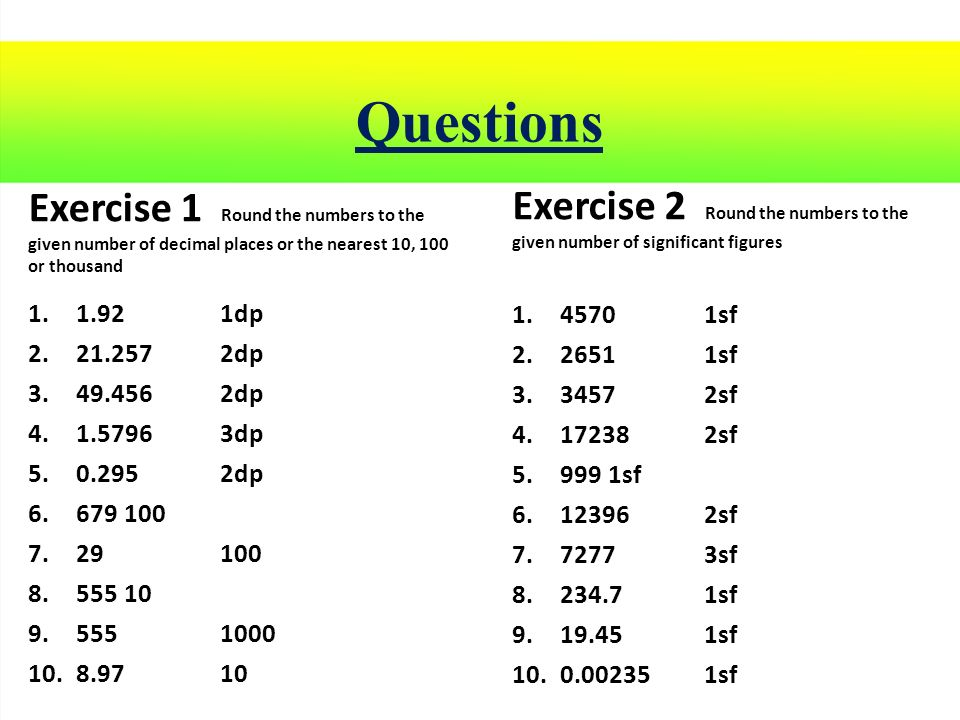 Questions
Exercise 1 Round the numbers to the
given number of decimal places or the nearest 10, 100
or thousand
1. 1.92 1dp
2. 21.257 2dp
3. 49.456 2dp
4. 1.5796 3dp
5. 0.295 2dp
6. 679 100
7. 29 100
8. 555 10
9. 555 1000
10. 8.97 10
Exercise 2 Round the numbers to the
given number of significant figures
1. 4570 1sf
2. 2651 1sf
3. 3457 2sf
4. 17238 2sf
5. 999 1sf
6. 12396 2sf
7. 7277 3sf
8. 234.7 1sf
9. 19.45 1sf
10. 0.00235 1sf